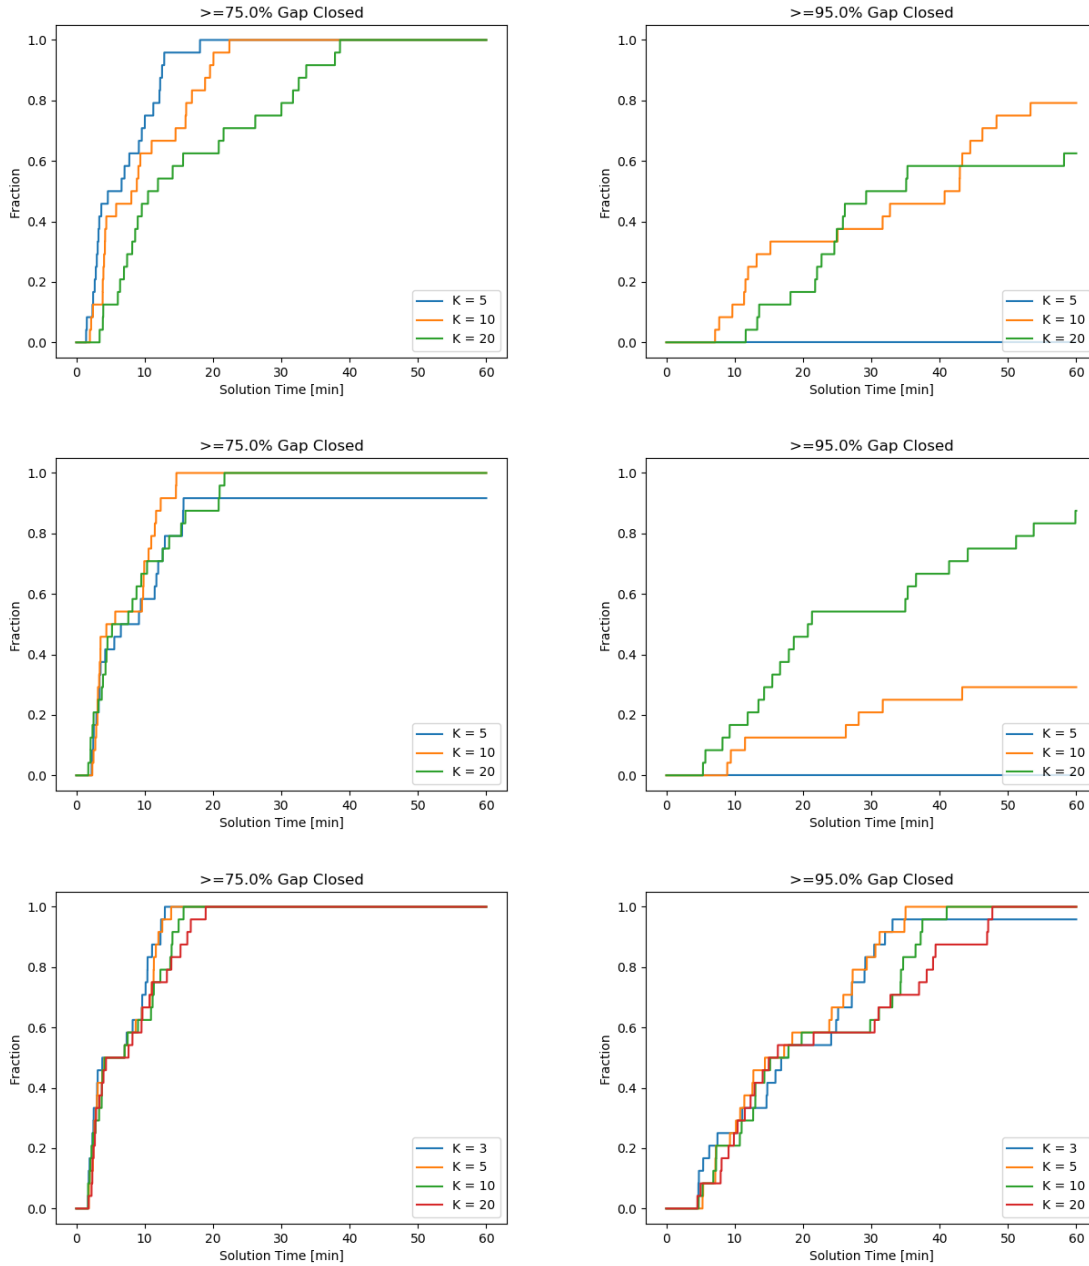 >=75.0% Gap Closed
1.0
0.8
0.6
0.4
0.2
0.0
Fraction
K = 5
K = 10
K = 20
0 10 20 30 40 50 60
Solution Time [min]
>=95.0% Gap Closed
1.0
0.8
0.6
0.4
0.2
0.0
Fraction
K = 5
K = 10
K = 20
0 10 20 30 40 50 60
Solution Time [min]
>=75.0% Gap Closed
1.0
0.8
0.6
0.4
0.2
0.0
Fraction
K = 5
K = 10
K = 20
0 10 20 30 40 50 60
Solution Time [min]
>=95.0% Gap Closed
1.0
0.8
0.6
0.4
0.2
0.0
Fraction
K = 5
K = 10
K = 20
0 10 20 30 40 50 60
Solution Time [min]
>=75.0% Gap Closed
1.0
0.8
0.6
0.4
0.2
0.0
Fraction
K = 3
K = 5
K = 10
K = 20
0 10 20 30 40 50 60
Solution Time [min]
>=95.0% Gap Closed
1.0
0.8
0.6
0.4
0.2
0.0
Fraction
K = 3
K = 5
K = 10
K = 20
0 10 20 30 40 50 60
Solution Time [min]